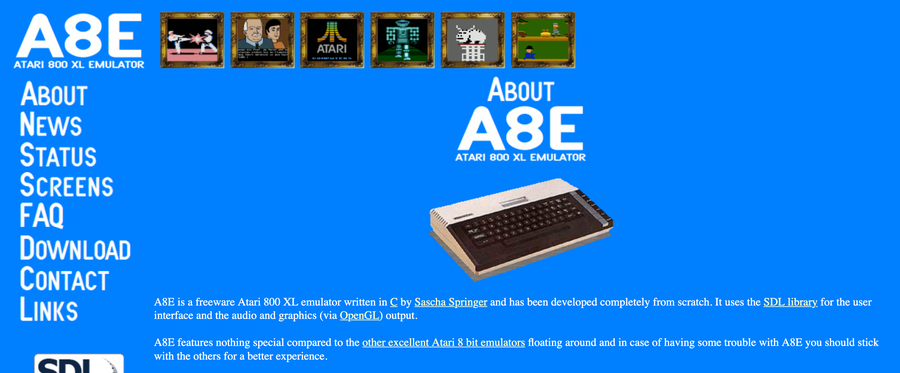 A8E
ATARI 800 XL EMULATOR
ATARI
ABOUT
NEWS
STATUS
SCREENS
FAQ
DOWNLOAD
CONTACT
LINKS
SDL
ABOUT
A8E
ATARI 800 XL EMULATOR
A8E is a freeware Atari 800 XL emulator written in C by Sascha Springer and has been developed completely from scratch. It uses the SDL library for the user
interface and the audio and graphics (via OpenGL) output.
A8E features nothing special compared to the other excellent Atari 8 bit emulators floating around and in case of having some trouble with A8E you should stick
with the others for a better experience.